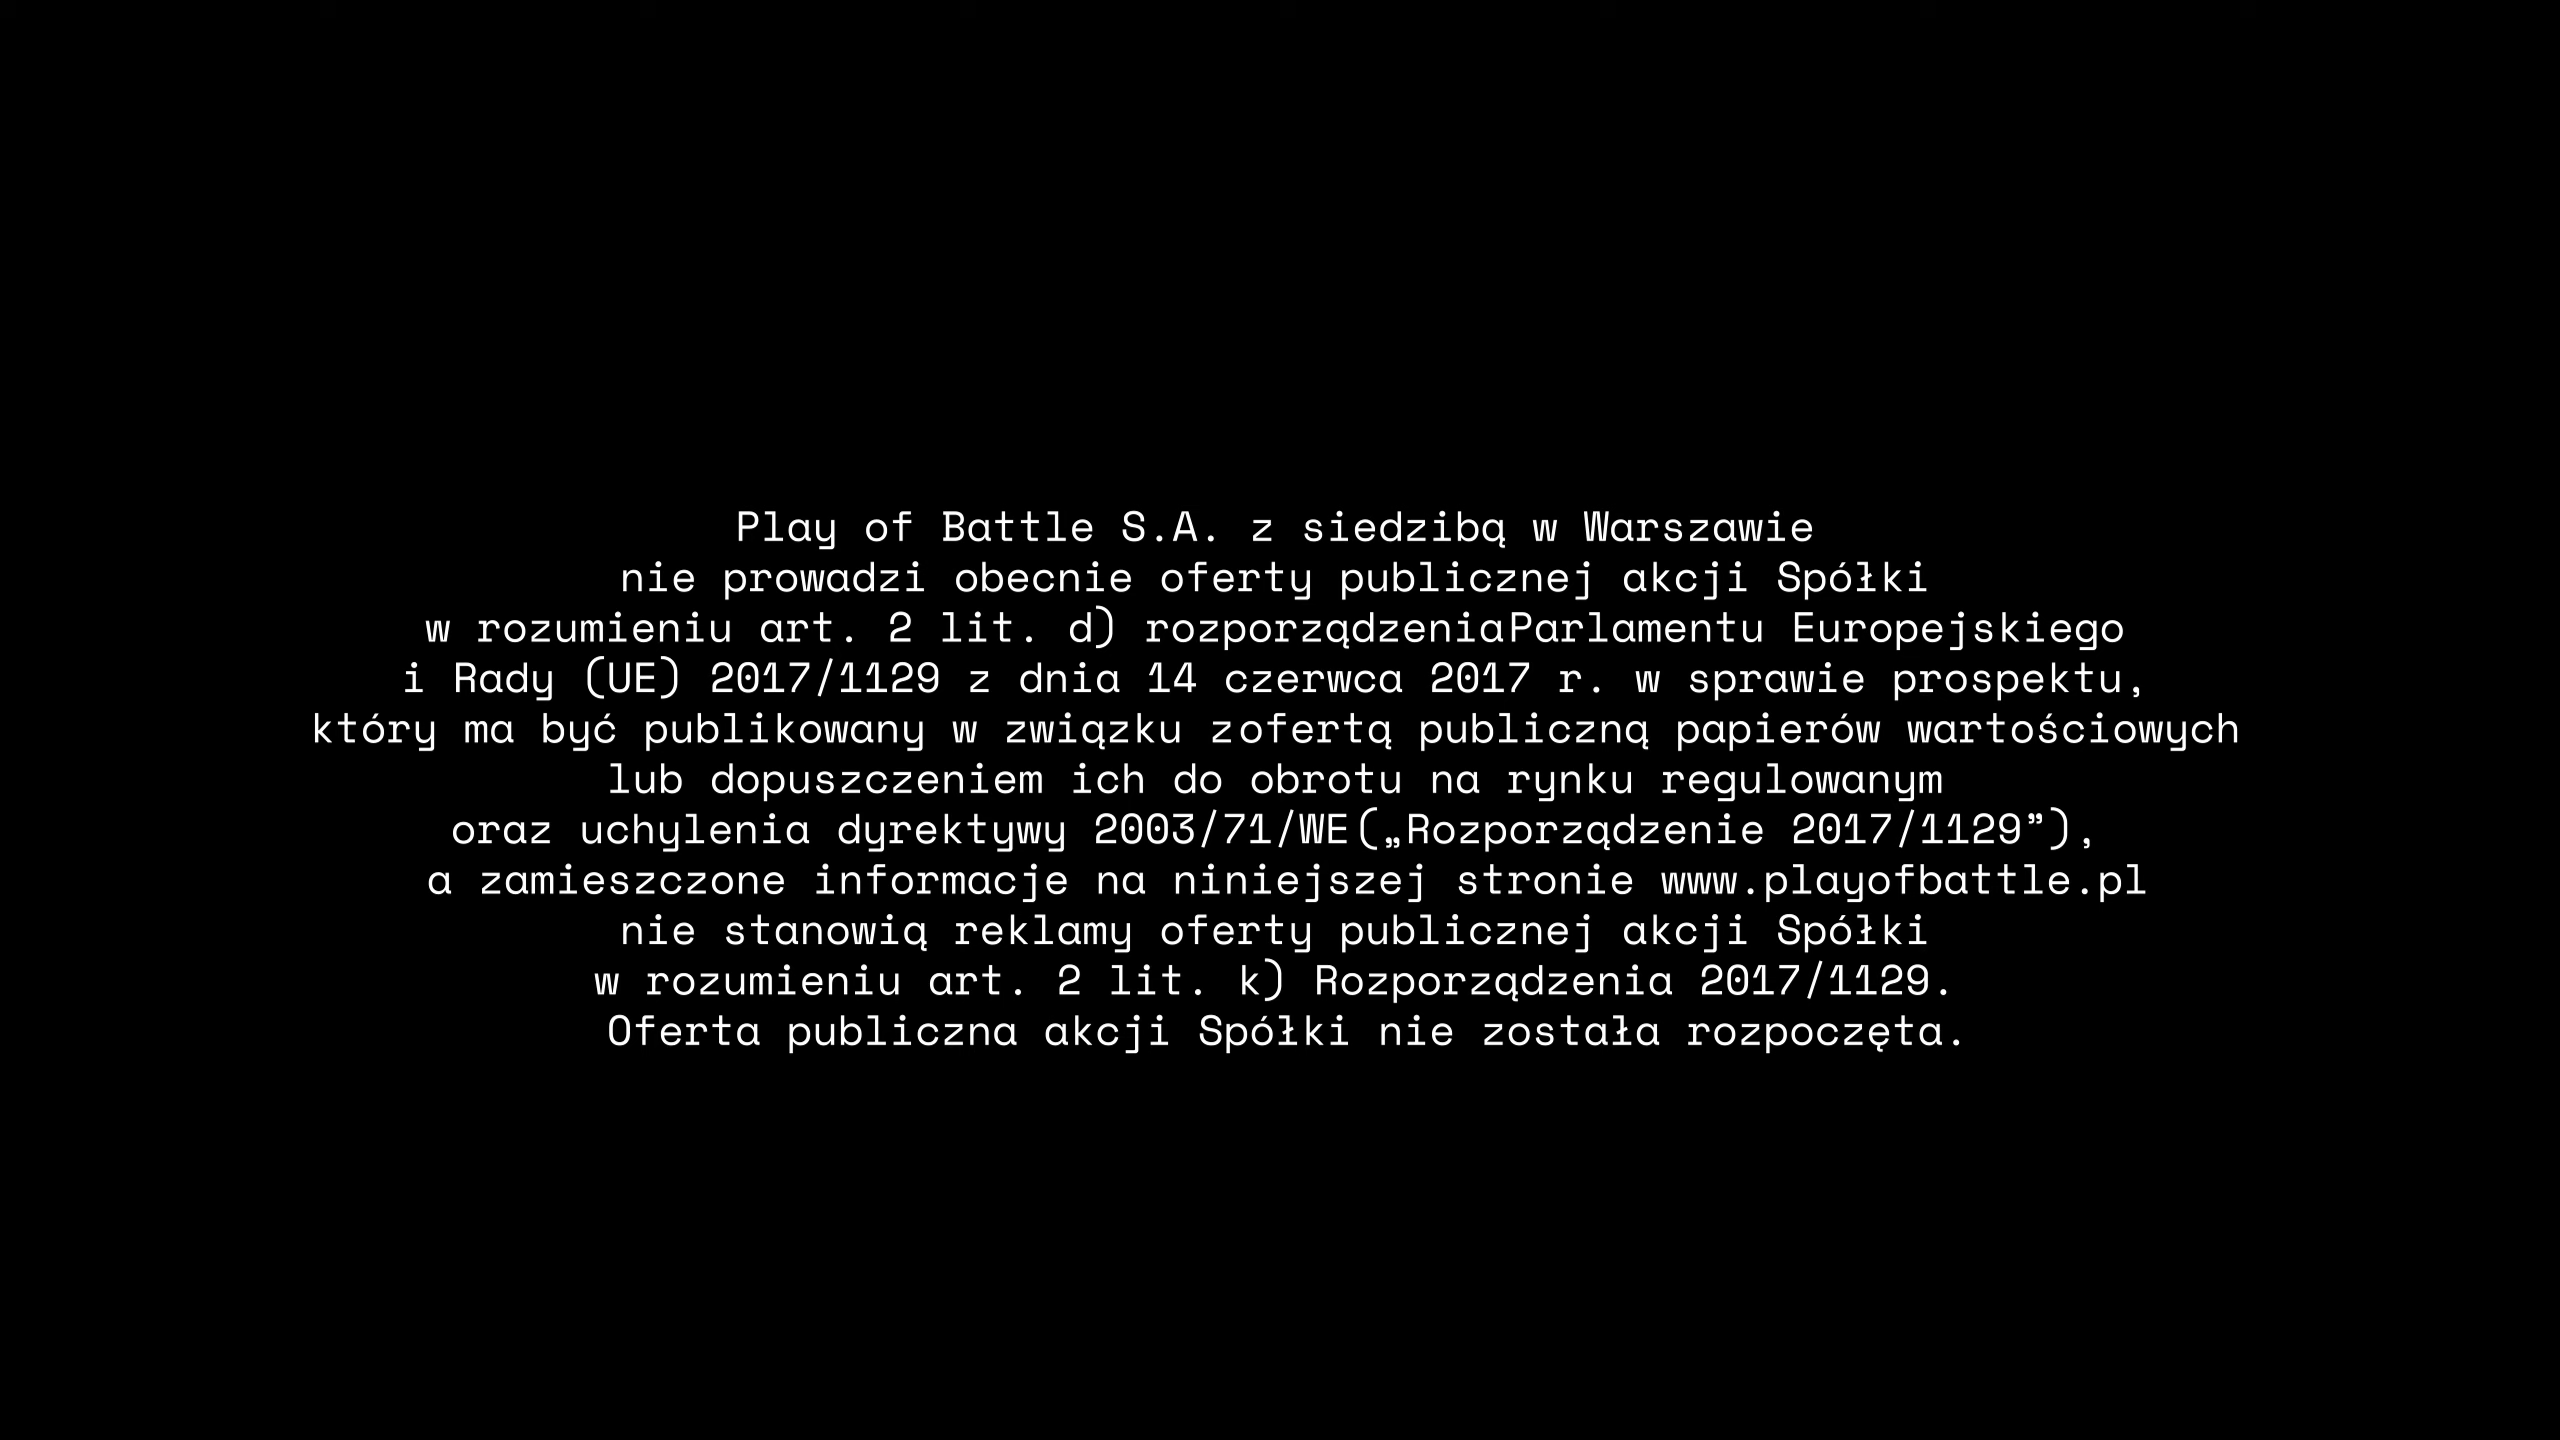 Play of Battle S.A. z siedzibą w Warszawie
nie prowadzi obecnie oferty publicznej akcji Spółki
w rozumieniu art. 2 lit. d) rozporządzeniaParlamentu Europejskiego
i Rady (UE) 2017/1129 z dnia 14 czerwca 2017 r. w sprawie prospektu,
który ma być publikowany w związku zofertą publiczną papierów wartościowych
lub dopuszczeniem ich do obrotu na rynku regulowanym
oraz uchylenia dyrektywy 2003/71/WE(„Rozporządzenie 2017/1129”),
a zamieszczone informacje na niniejszej stronie www.playofbattle.pl
nie stanowią reklamy oferty publicznej akcji Spółki
w rozumieniu art. 2 lit. k) Rozporządzenia 2017/1129.
Oferta publiczna akcji Spółki nie została rozpoczęta.